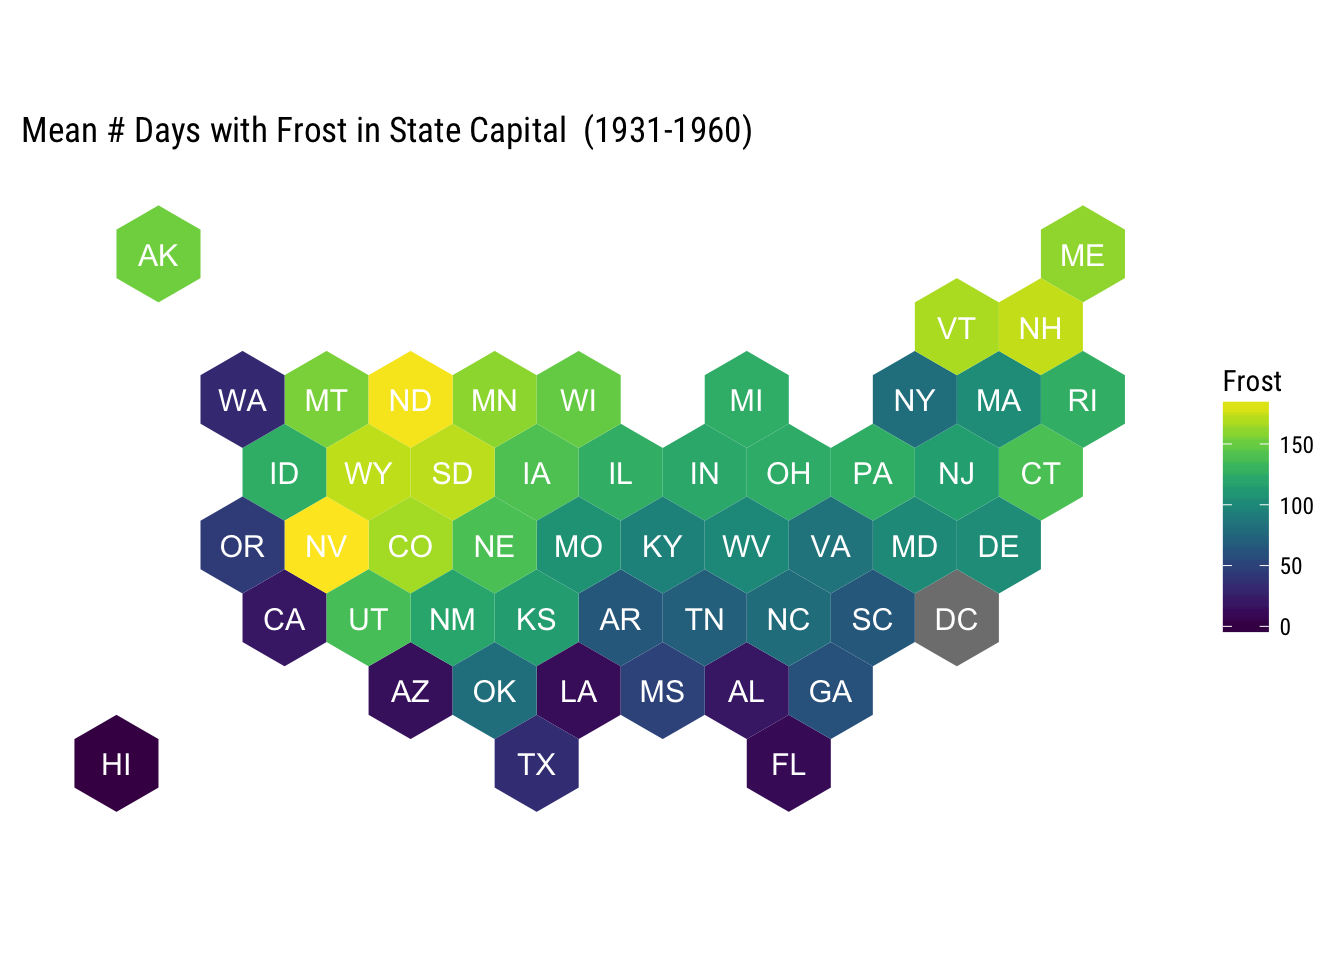 Mean # Days with Frost in State Capital  (1931-1960)
AK
ME
VT NH
WA MT ND MN WI MI NY MA RI
ID WY SD IA IL IN OH PA NJ CT
OR NV CO NE MO KY WV VA MD DE
CA UT NM KS AR TN NC SC DC
AZ OK LA MS AL GA
HI TX FL
Frost
150
100
50
0